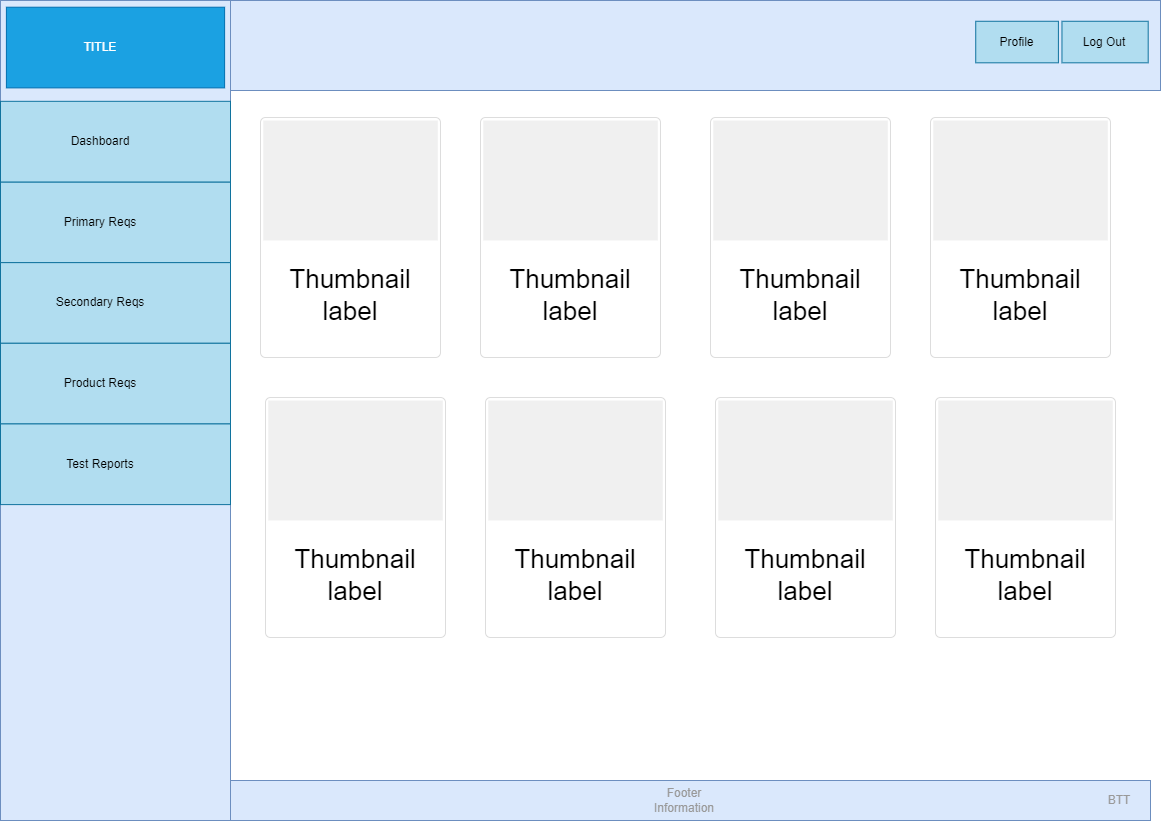 TITLE
Profile
Log Out
Dashboard
Primary Reqs
Secondary Reqs
Product Reqs
Test Reports
Thumbnail
label
Thumbnail
label
Thumbnail
label
Thumbnail
label
Thumbnail
label
Thumbnail
label
Thumbnail
label
Thumbnail
label
Footer
Information
BTT